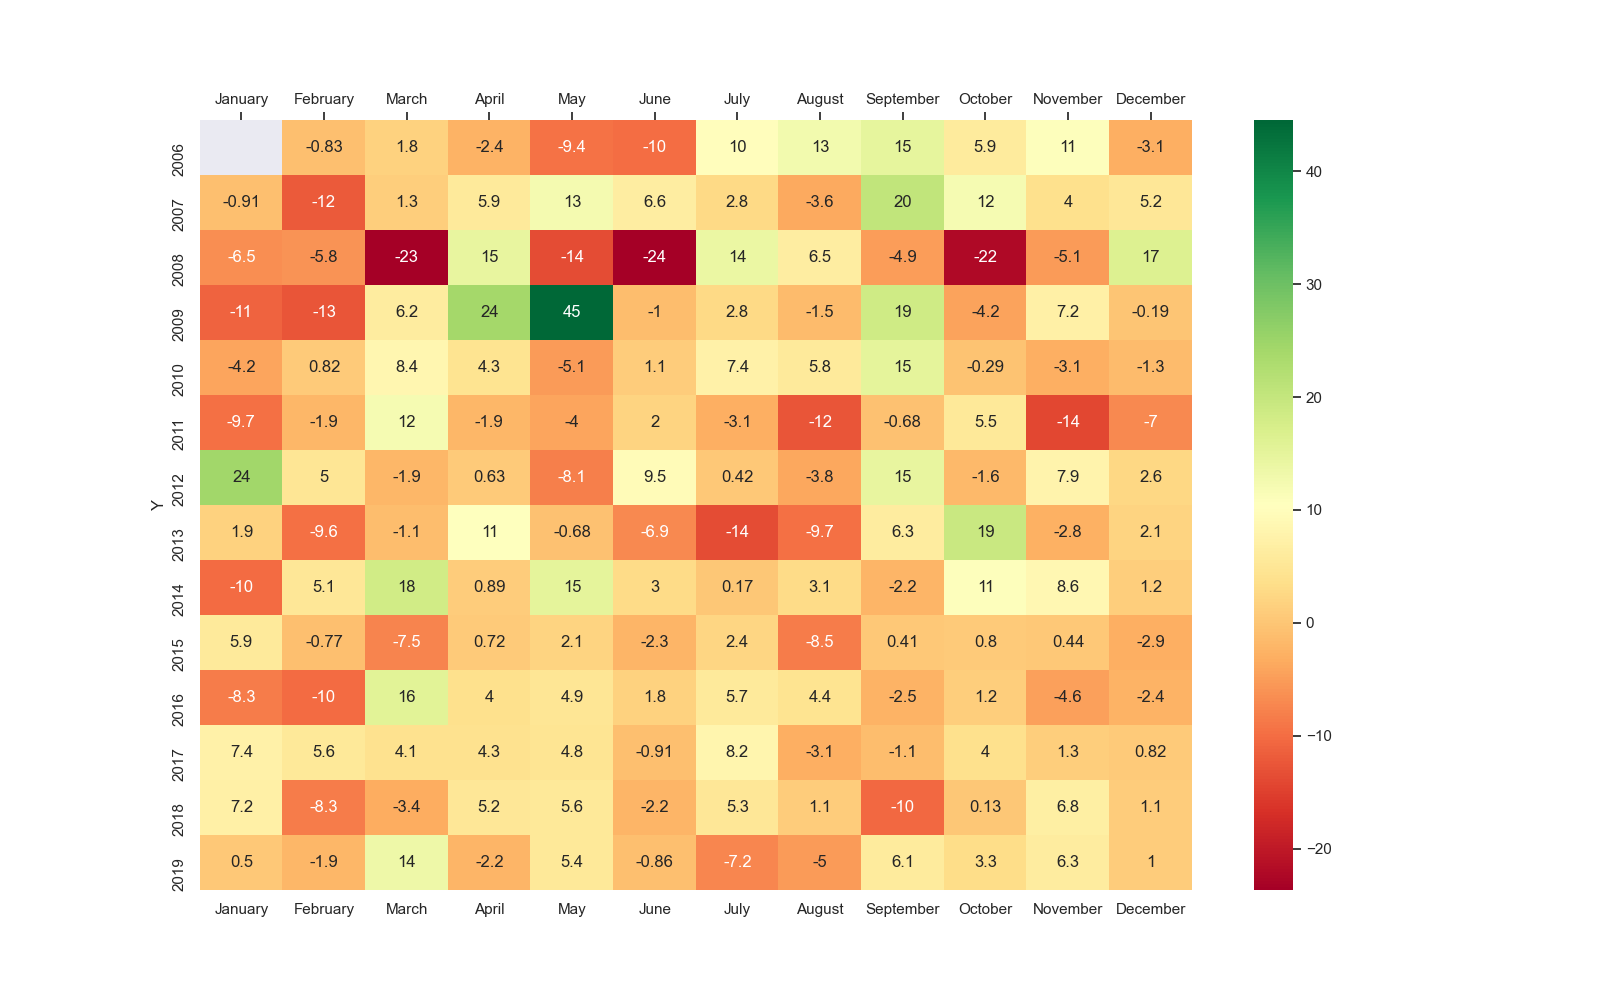 January February March April May June July August September October November December
2006 -0.83 1.8 -2.4 -9.4 -10 10 13 15 5.9 11 -3.1
2007 -0.91 -12 1.3 5.9 13 6.6 2.8 -3.6 20 12 4 5.2
2008 -6.5 -5.8 -23 15 -14 -24 14 6.5 -4.9 -22 -5.1 17
2009 -11 -13 6.2 24 45 -1 2.8 -1.5 19 -4.2 7.2 -0.19
2010 -4.2 0.82 8.4 4.3 -5.1 1.1 7.4 5.8 15 -0.29 -3.1 -1.3
2011 -9.7 -1.9 12 -1.9 -4 2 -3.1 -12 -0.68 5.5 -14 -7
2012 24 5 -1.9 0.63 -8.1 9.5 0.42 -3.8 15 -1.6 7.9 2.6
Y
2013 1.9 -9.6 -1.1 11 -0.68 -6.9 -14 -9.7 6.3 19 -2.8 2.1
2014 -10 5.1 18 0.89 15 3 0.17 3.1 -2.2 11 8.6 1.2
2015 5.9 -0.77 -7.5 0.72 2.1 -2.3 2.4 -8.5 0.41 0.8 0.44 -2.9
2016 -8.3 -10 16 4 4.9 1.8 5.7 4.4 -2.5 1.2 -4.6 -2.4
2017 7.4 5.6 4.1 4.3 4.8 -0.91 8.2 -3.1 -1.1 4 1.3 0.82
2018 7.2 -8.3 -3.4 5.2 5.6 -2.2 5.3 1.1 -10 0.13 6.8 1.1
2019 0.5 -1.9 14 -2.2 5.4 -0.86 -7.2 -5 6.1 3.3 6.3 1
January February March April May June July August September October November December
40
30
20
10
0
−10
−20